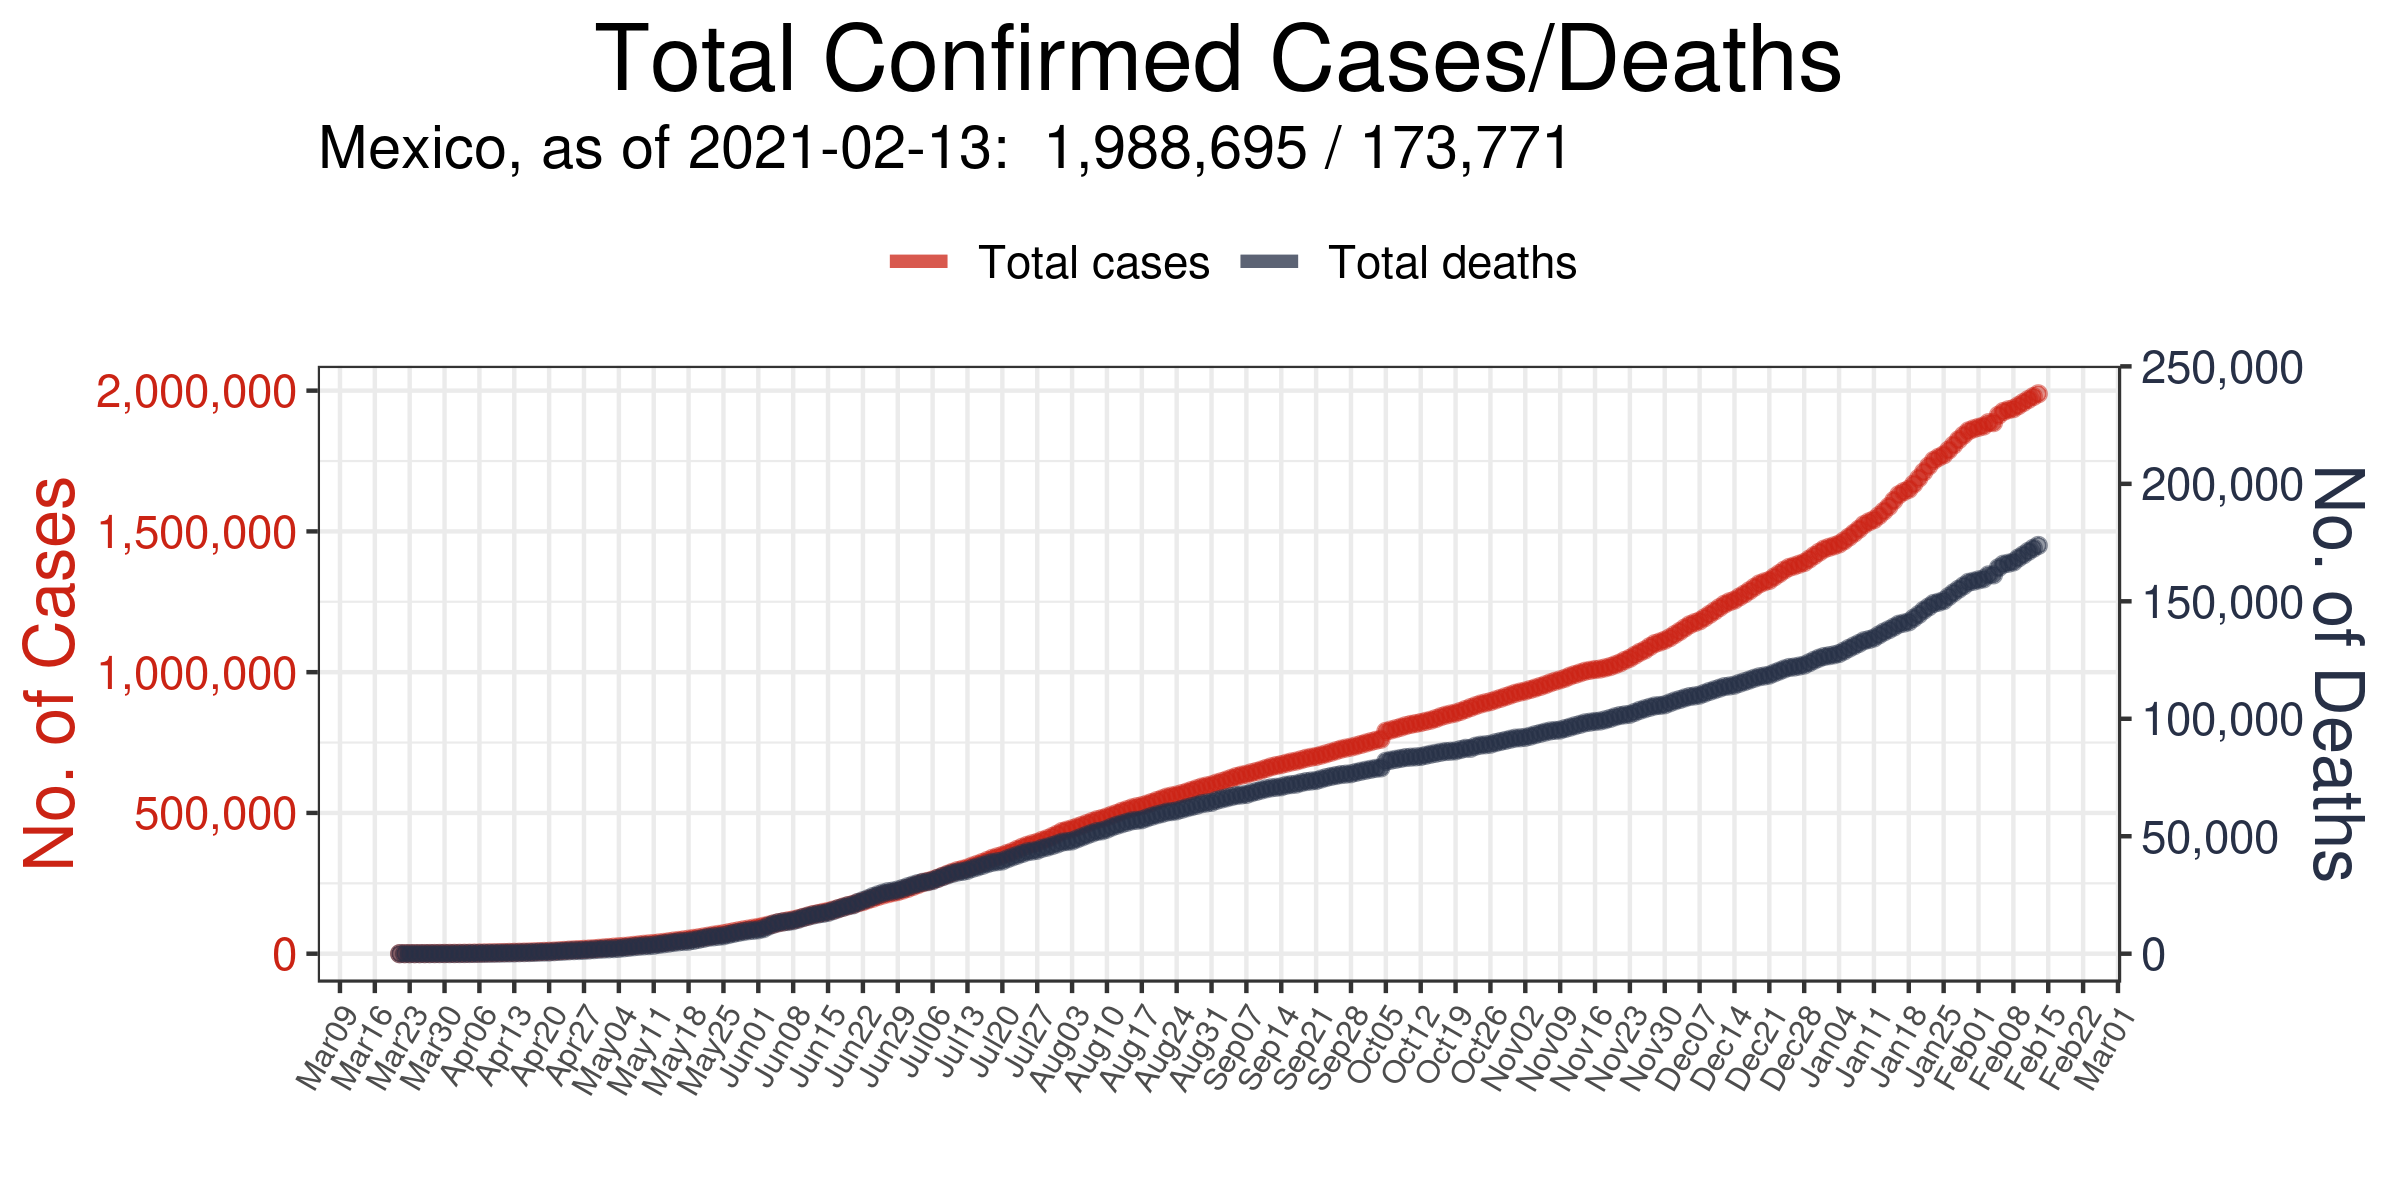 Total Confirmed Cases/Deaths
Mexico, as of 2021-02-13:  1,988,695 / 173,771
Total cases
Total deaths
No. of Cases
2,000,000
1,500,000
1,000,000
500,000
0
250,000
200,000
150,000
100,000
50,000
0
No. of Deaths
Mar09
Mar16
Mar23
Mar30
Apr06
Apr13
Apr20
Apr27
May04
May11
May18
May25
Jun01
Jun08
Jun15
Jun22
Jun29
Jul06
Jul13
Jul20
Jul27
Aug03
Aug10
Aug17
Aug24
Aug31
Sep07
Sep14
Sep21
Sep28
Oct05
Oct12
Oct19
Oct26
Nov02
Nov09
Nov16
Nov23
Nov30
Dec07
Dec14
Dec21
Dec28
Jan04
Jan11
Jan18
Jan25
Feb01
Feb08
Feb15
Feb22
Mar01